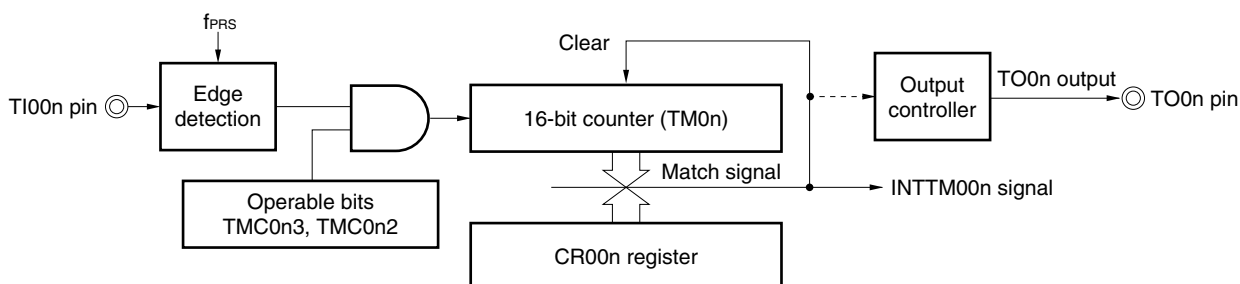 fPRS
Clear
TI00n pin
Edge
detection
16-bit counter (TM0n)
Output
controller
TO0n output
TO0n pin
Operable bits
TMC0n3, TMC0n2
Match signal
INTTM00n signal
CR00n register